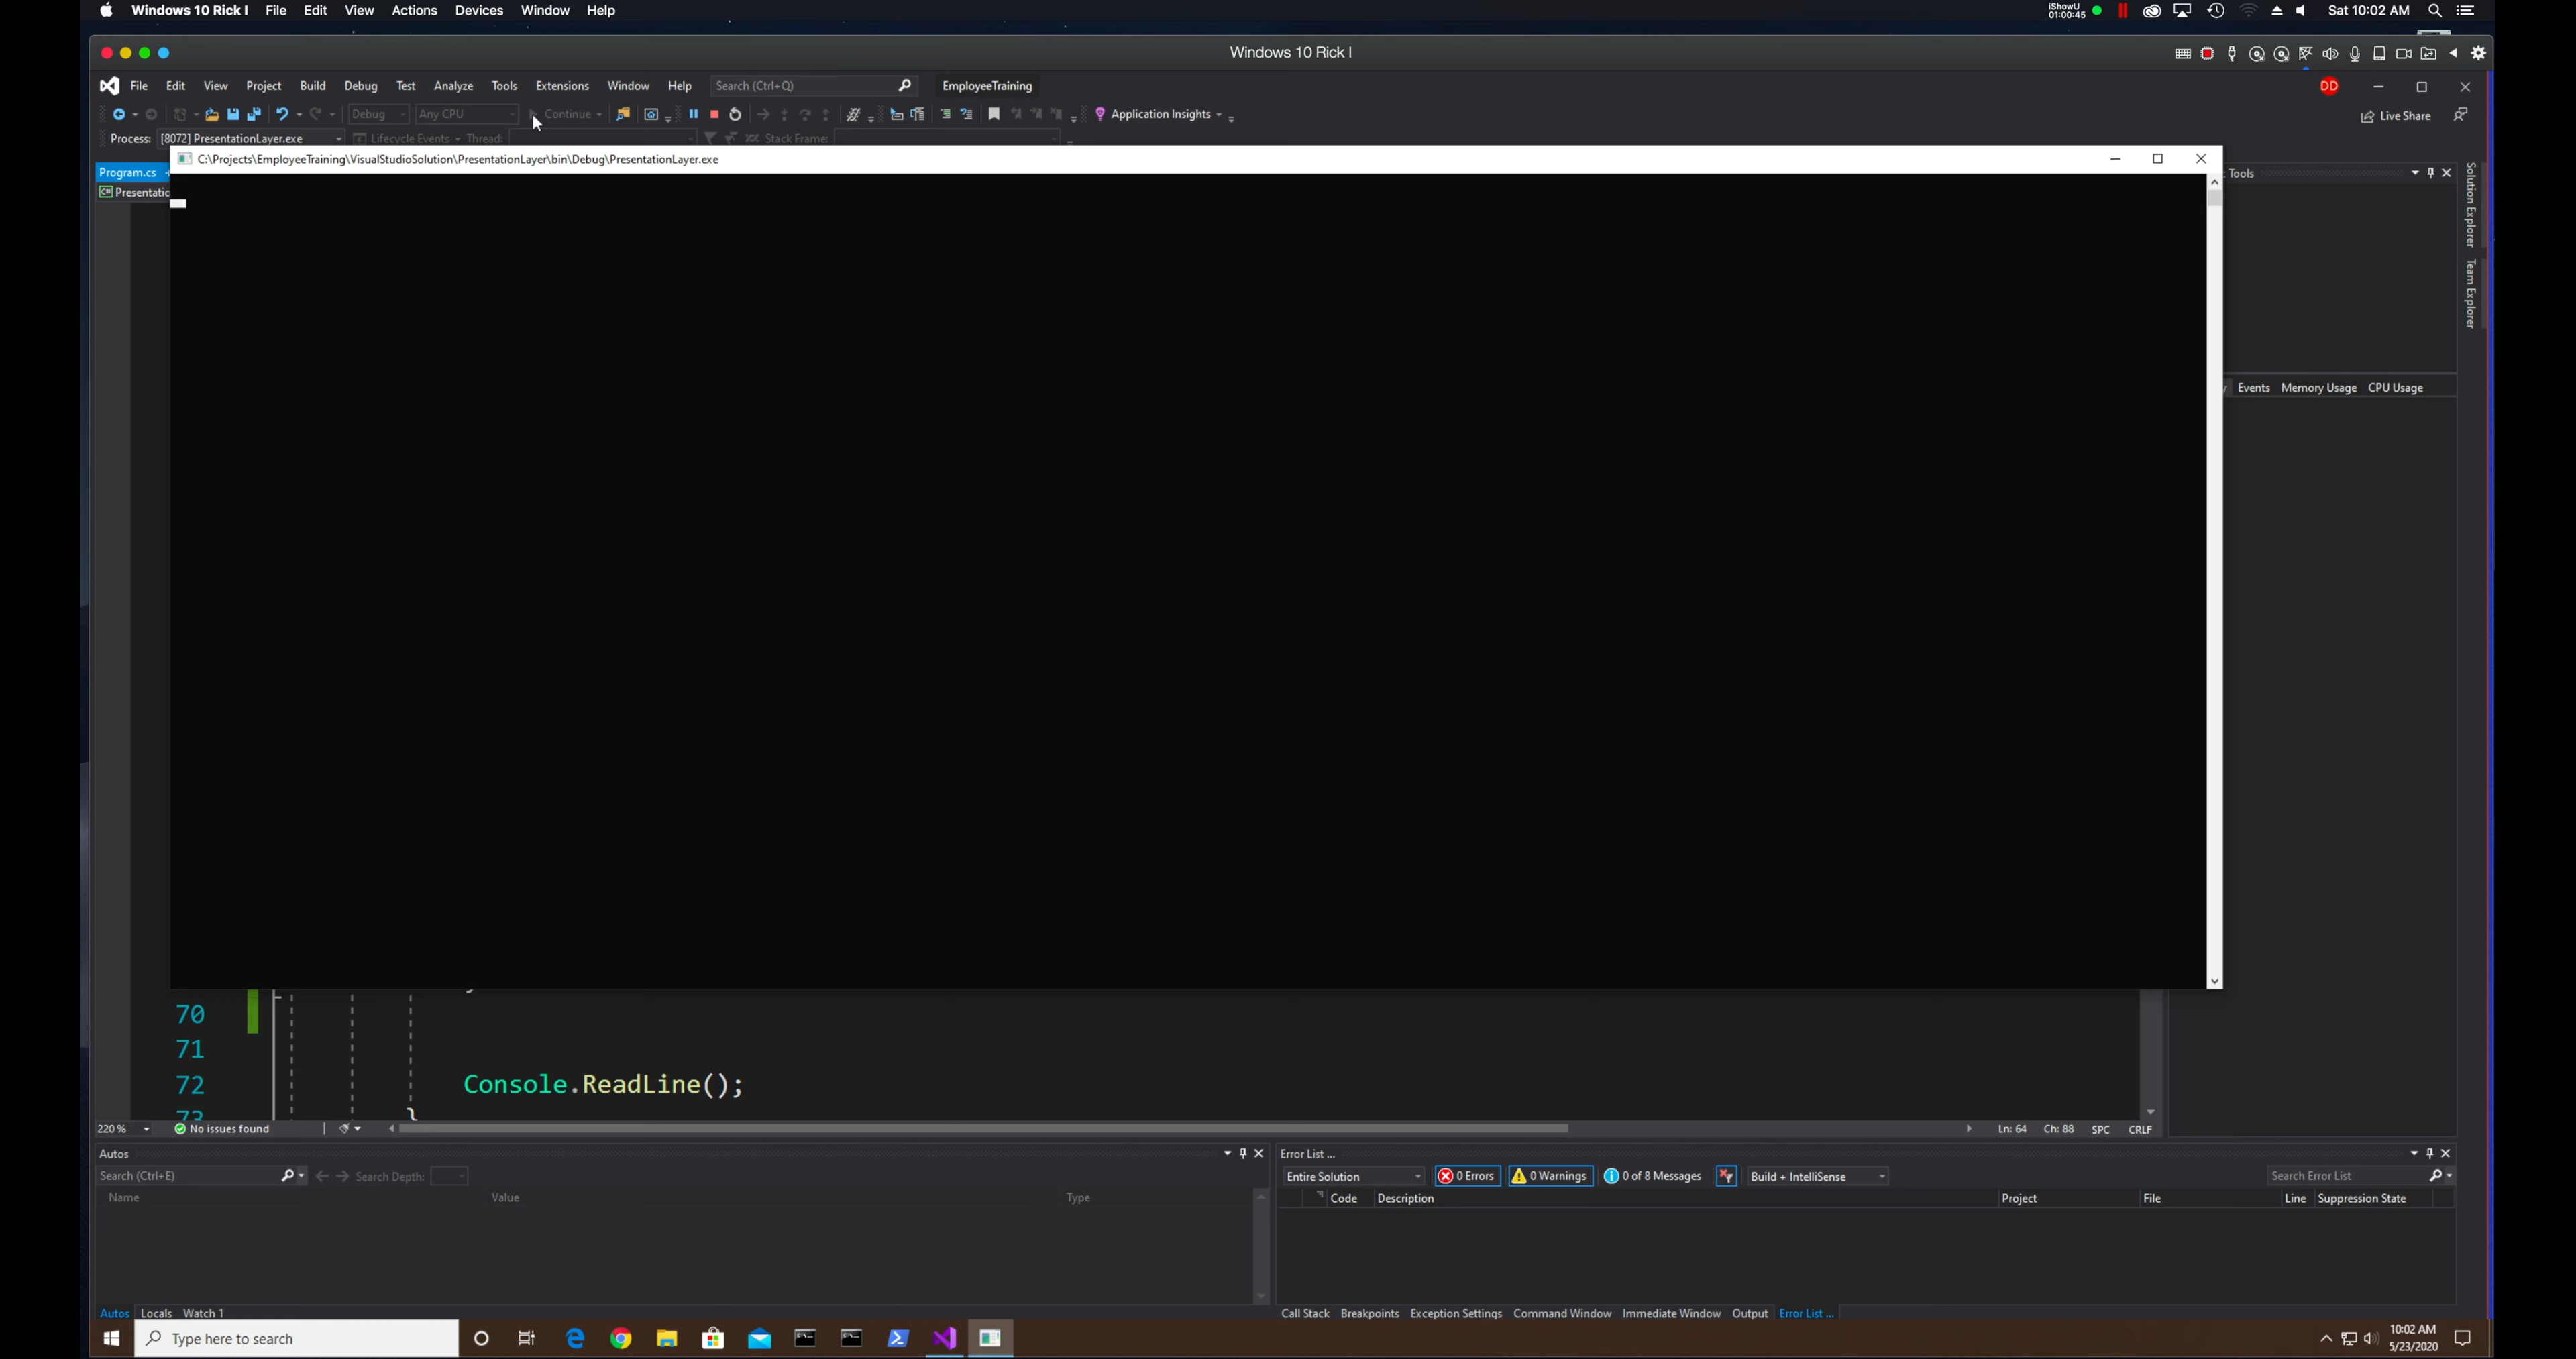 Windows 10 Rick I File Edit View Actions Devices Window Help
iShowU
01:00:45
Sat 10:02 AM
Windows 10 Rick I
File Edit View Project Build Debug Test Analyze Tools Extensions Window Help Search (Ctrl+Q) EmployeeTraining DD
Debug Any CPU Continue Application Insights Live Share
Process: [8072] PresentationLayer.exe Lifecycle Events Thread: Stack Frame:
C:\Projects\EmployeeTraining\VisualStudioSolution\PresentationLayer\bin\Debug\PresentationLayer.exe
Program.cs
Tools
Presentatic
Solution Explorer
Team Explorer
Events Memory Usage CPU Usage
70
71
72 Console.ReadLine();
73 }
220 % No issues found Ln: 64 Ch: 88 SPC CRLF
Autos
Error List ...
Search (Ctrl+E) Search Depth:
Entire Solution 0 Errors 0 Warnings 0 of 8 Messages Build + IntelliSense Search Error List
Name Value Type
Code Description Project File Line Suppression State
Autos Locals Watch 1
Call Stack Breakpoints Exception Settings Command Window Immediate Window Output Error List ...
Type here to search
10:02 AM
5/23/2020